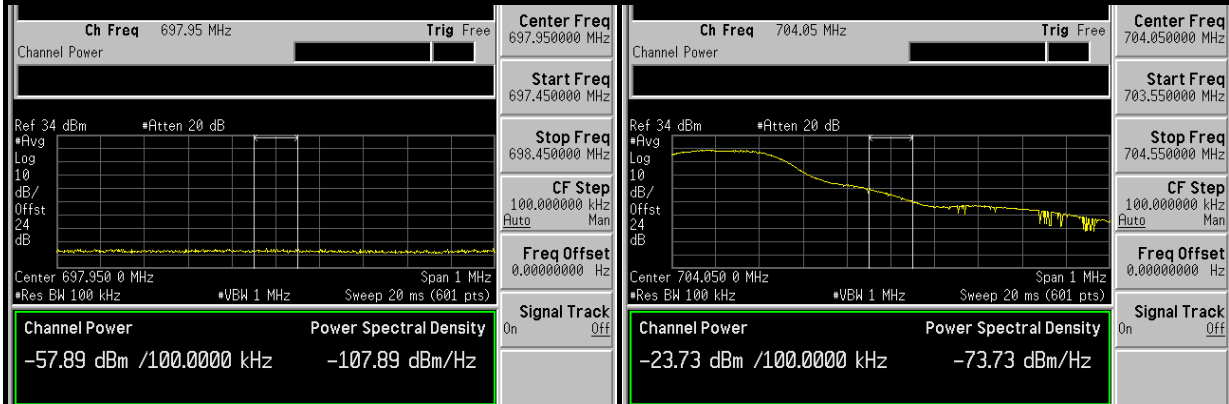 Ch Freq 697.95 MHz Trig Free
Channel Power
Ref 34 dBm #Atten 20 dB
#Avg
Log
10
dB/
Offst
24
dB
Center 697.950 0 MHz Span 1 MHz
#Res BW 100 kHz #VBW 1 MHz Sweep 20 ms (601 pts)
Channel Power Power Spectral Density
-57.89 dBm /100.0000 kHz -107.89 dBm/Hz
Center Freq
697.950000 MHz
Start Freq
697.450000 MHz
Stop Freq
698.450000 MHz
CF Step
100.000000 kHz
Auto Man
Freq Offset
0.00000000 Hz
Signal Track
On Off
Ch Freq 704.05 MHz Trig Free
Channel Power
Ref 34 dBm #Atten 20 dB
#Avg
Log
10
dB/
Offst
24
dB
Center 704.050 0 MHz Span 1 MHz
#Res BW 100 kHz #VBW 1 MHz Sweep 20 ms (601 pts)
Channel Power Power Spectral Density
-23.73 dBm /100.0000 kHz -73.73 dBm/Hz
Center Freq
704.050000 MHz
Start Freq
703.550000 MHz
Stop Freq
704.550000 MHz
CF Step
100.000000 kHz
Auto Man
Freq Offset
0.00000000 Hz
Signal Track
On Off